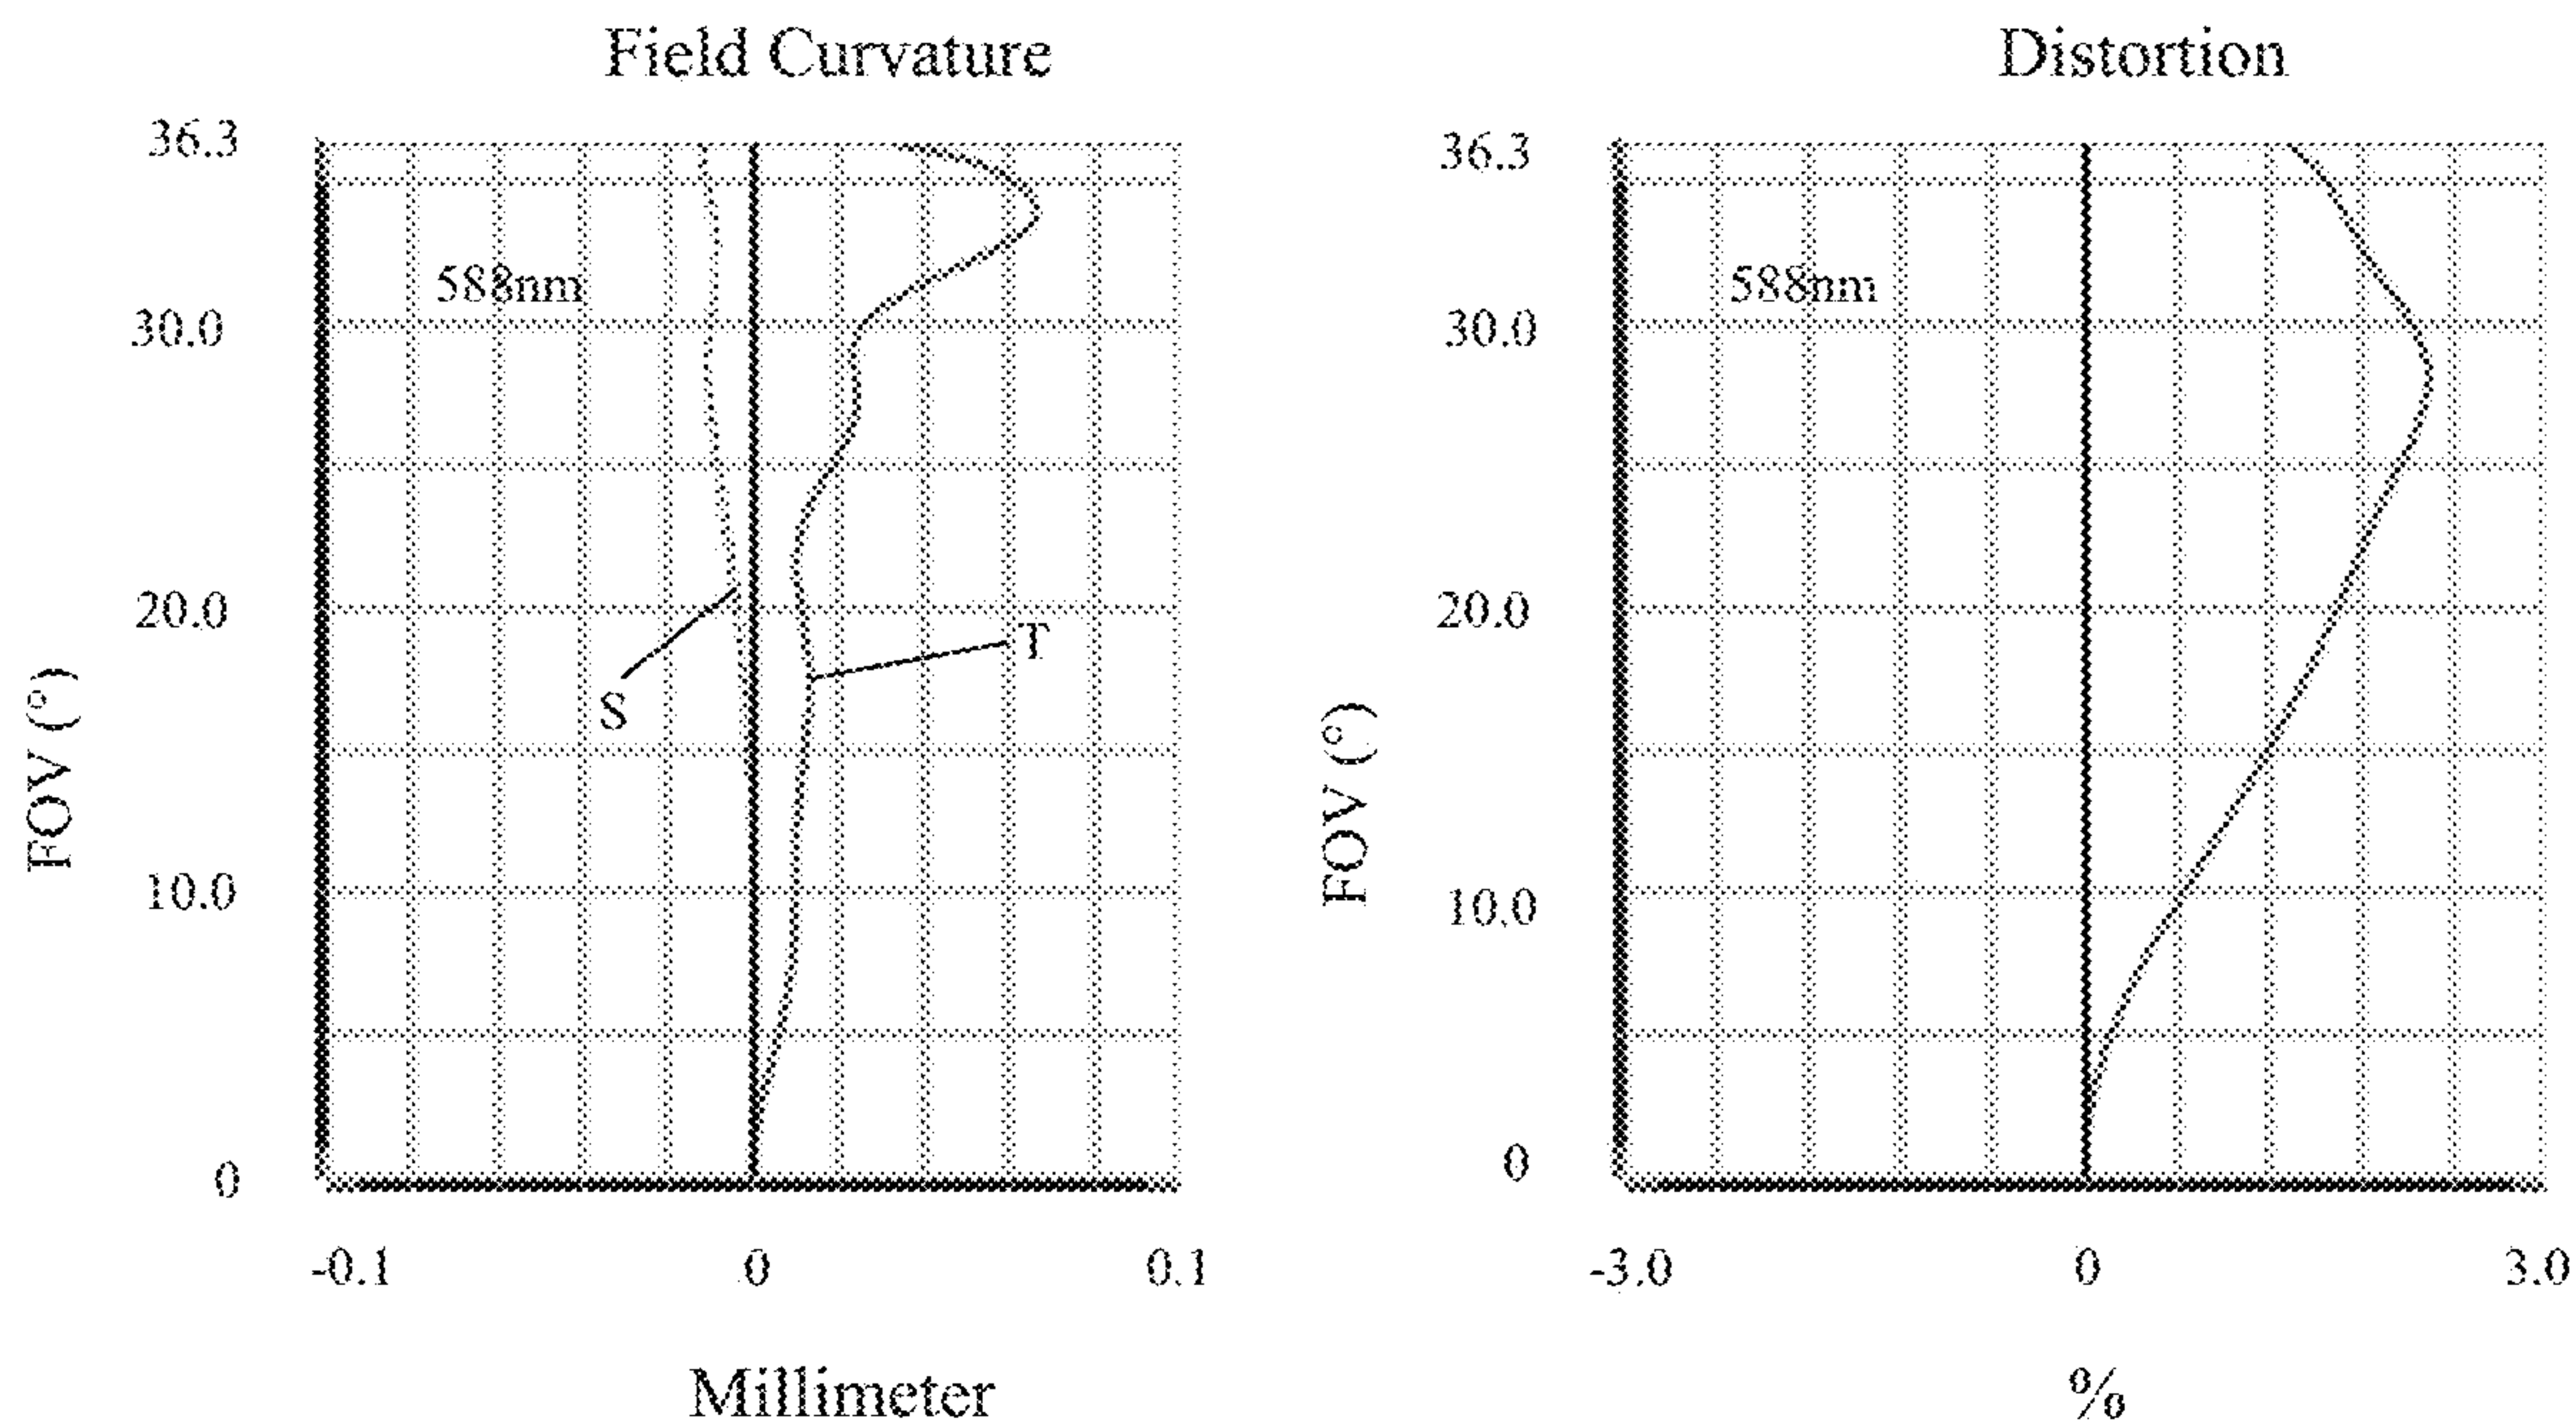 Field Curvature
36.3
588nm
30.0
20.0
T
S
FOV (°)
10.0
0
-0.1 0 0.1
Millimeter
Distortion
36.3
588nm
30.0
20.0
FOV (°)
10.0
0
-3.0 0 3.0
%